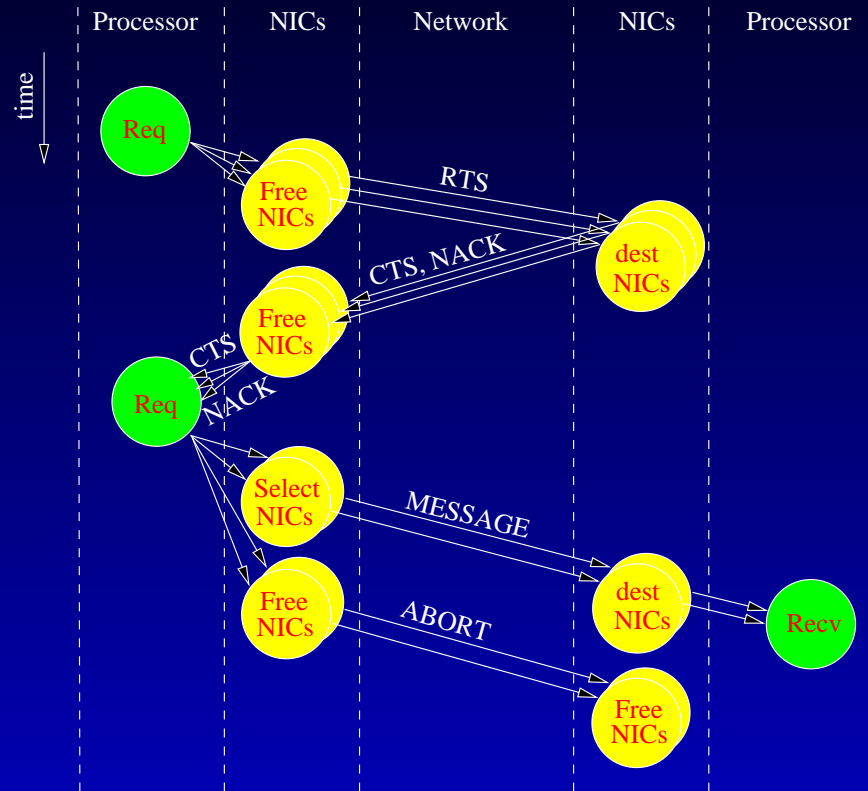 Processor
NICs
Network
NICs
Processor
time
Req
Free
NICs
RTS
dest
NICs
CTS, NACK
Free
NICs
CTS
NACK
Req
Select
NICs
MESSAGE
dest
NICs
Recv
Free
NICs
ABORT
Free
NICs